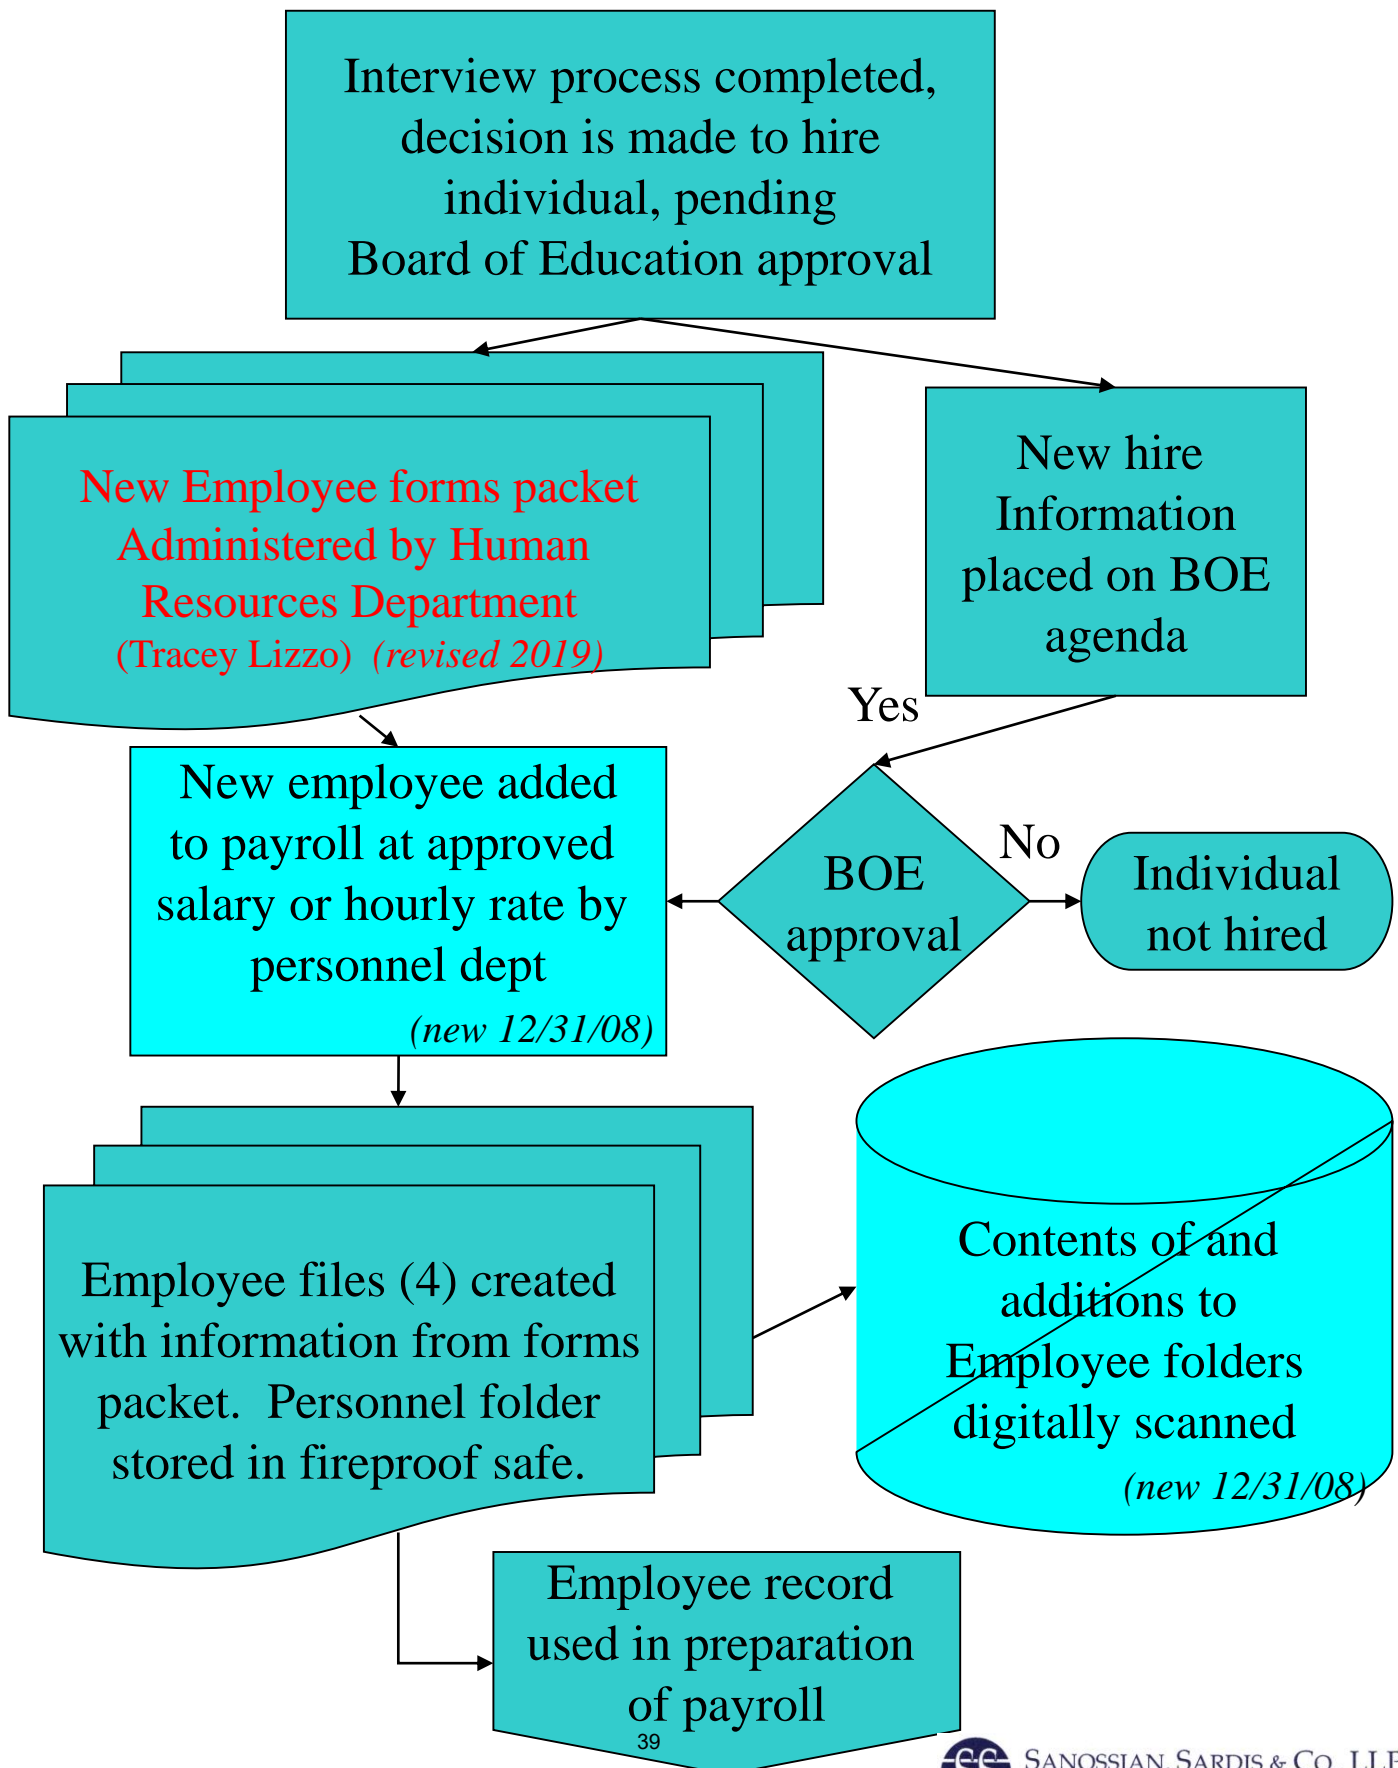 Interview process completed,
decision is made to hire
individual, pending
Board of Education approval
New Employee forms packet
Administered by Human
Resources Department
(Tracey Lizzo) (revised 2019)
New hire
Information
placed on BOE
agenda
Yes
New employee added
to payroll at approved
salary or hourly rate by
personnel dept
(new 12/31/08)
BOE
approval
No
Individual
not hired
Employee files (4) created
with information from forms
packet. Personnel folder
stored in fireproof safe.
Contents of and
additions to
Employee folders
digitally scanned
(new 12/31/08)
Employee record
used in preparation
of payroll
39
SANOSSIAN, SARDIS & CO., LLP